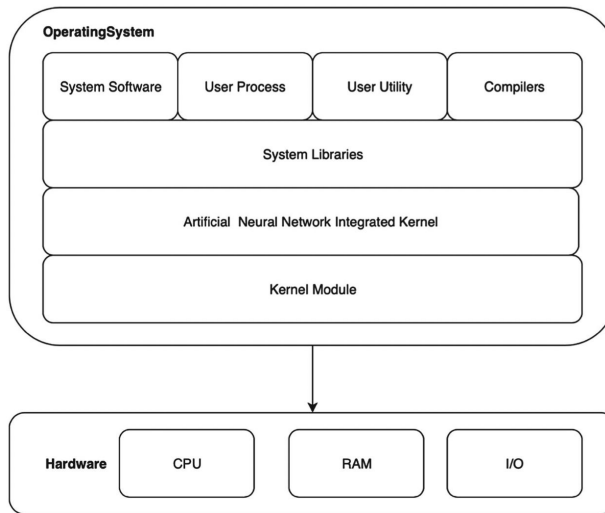 OperatingSystem
System Software
User Process
User Utility
Compilers
System Libraries
Artificial Neural Network Integrated Kernel
Kernel Module
Hardware
CPU
RAM
I/O